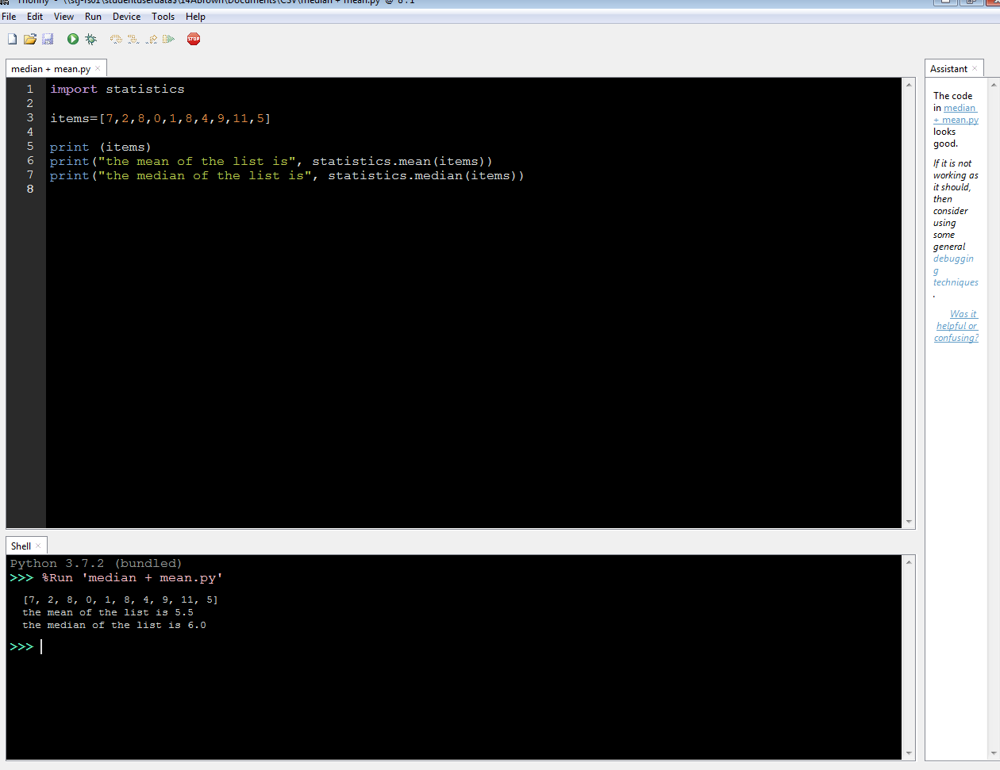 Thonny - \\stj-fs01\studentuserdata$\14ABrown\Documents\CSV\median + mean.py @ 8:1
File Edit View Run Device Tools Help
STOP
median + mean.py
1 import statistics
2
3 items=[7,2,8,0,1,8,4,9,11,5]
4
5 print (items)
6 print("the mean of the list is", statistics.mean(items))
7 print("the median of the list is", statistics.median(items))
8
Shell
Python 3.7.2 (bundled)
>>> %Run 'median + mean.py'
[7, 2, 8, 0, 1, 8, 4, 9, 11, 5]
the mean of the list is 5.5
the median of the list is 6.0
>>>
Assistant
The code
in median
+ mean.py
looks
good.
If it is not
working as
it should,
then
consider
using
some
general
debuggin
g
techniques
.
Was it
helpful or
confusing?